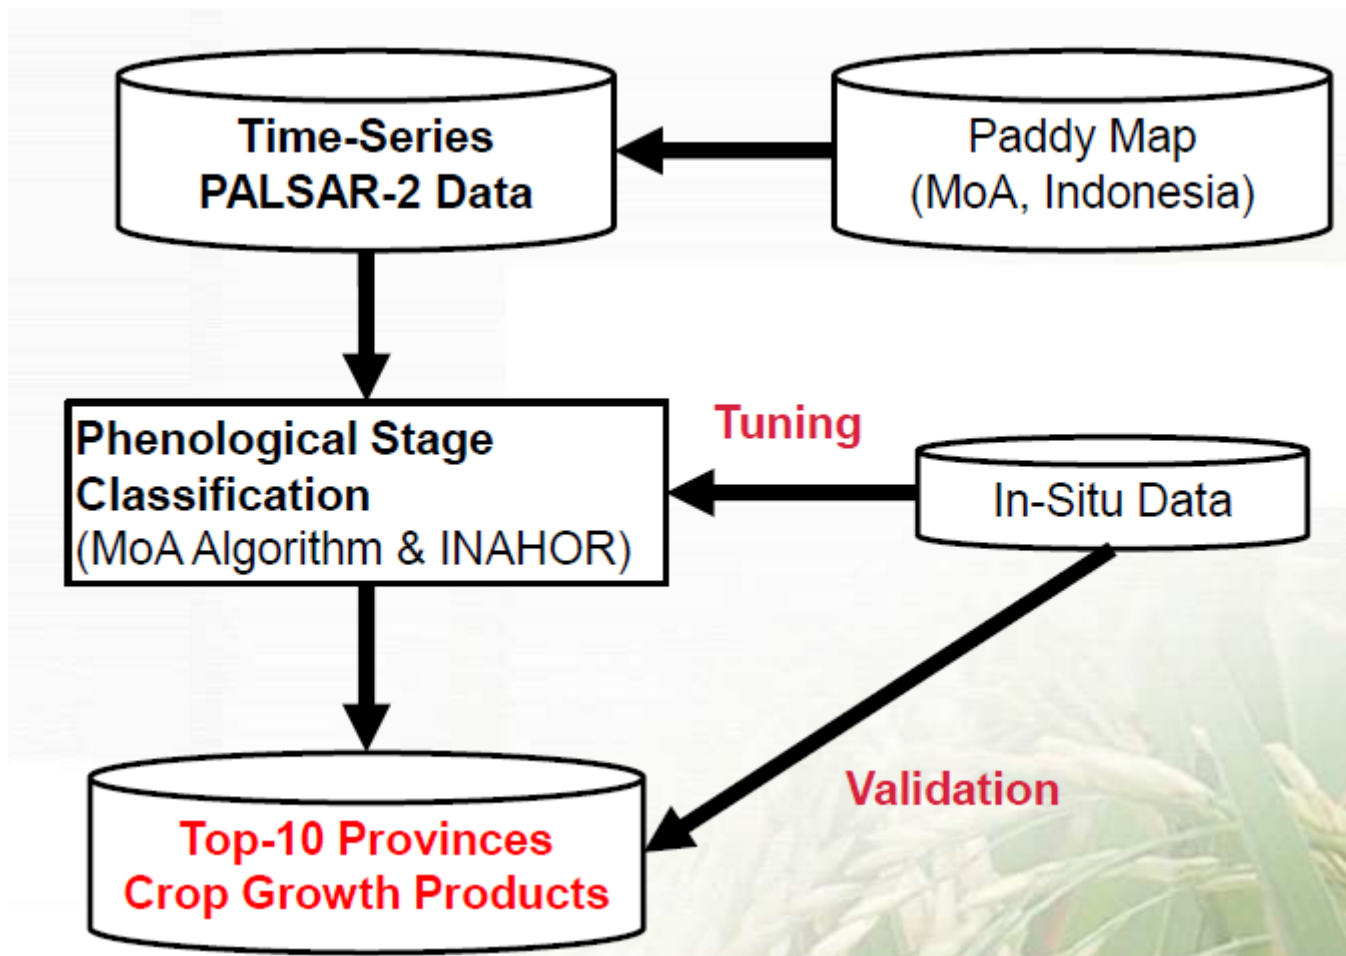 Time-Series
PALSAR-2 Data
Paddy Map
(MoA, Indonesia)
Phenological Stage
Classification
(MoA Algorithm & INAHOR)
Tuning
In-Situ Data
Validation
Top-10 Provinces
Crop Growth Products